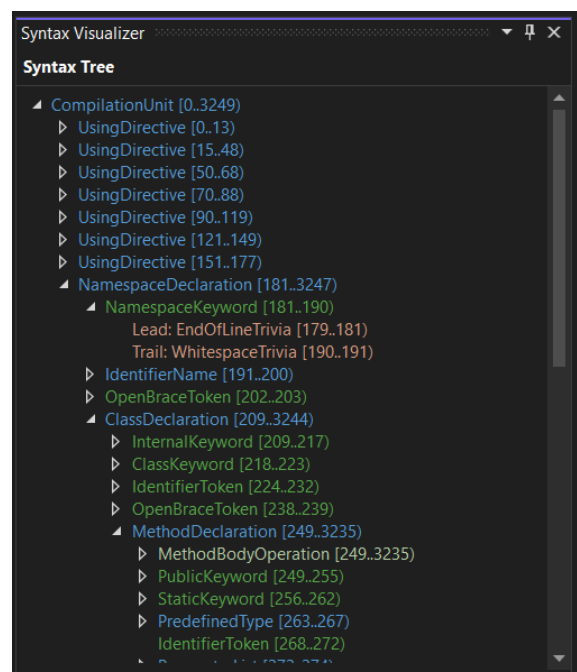 Syntax Visualizer
Syntax Tree
CompilationUnit [0..3249)
UsingDirective [0..13)
UsingDirective [15..48)
UsingDirective [50..68)
UsingDirective [70..88)
UsingDirective [90..119)
UsingDirective [121..149)
UsingDirective [151..177)
NamespaceDeclaration [181..3247)
NamespaceKeyword [181..190)
Lead: EndOfLineTrivia [179..181)
Trail: WhitespaceTrivia [190..191)
IdentifierName [191..200)
OpenBraceToken [202..203)
ClassDeclaration [209..3244)
InternalKeyword [209..217)
ClassKeyword [218..223)
IdentifierToken [224..232)
OpenBraceToken [238..239)
MethodDeclaration [249..3235)
MethodBodyOperation [249..3235)
PublicKeyword [249..255)
StaticKeyword [256..262)
PredefinedType [263..267)
IdentifierToken [268..272)